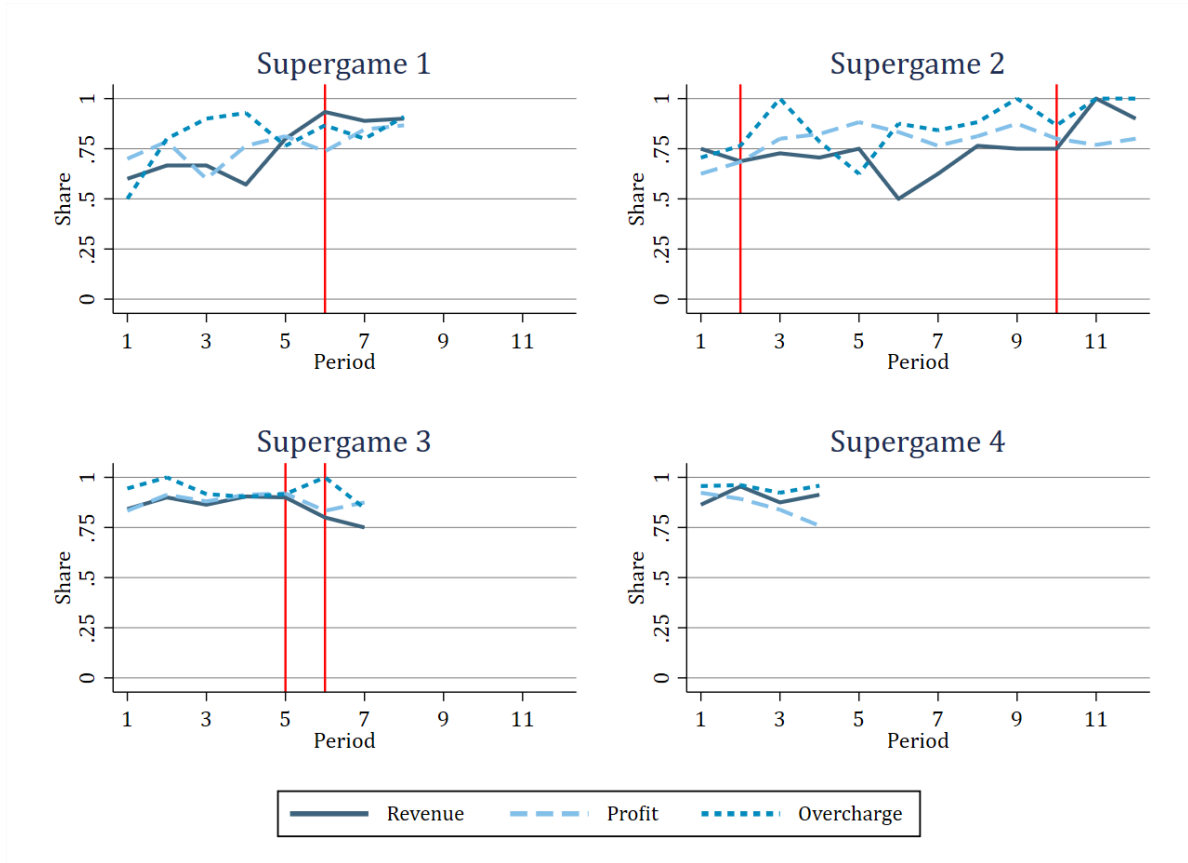 Supergame 1
Share
0 .25 .5 .75 1
1 3 5 7 9 11
Period
Supergame 2
Share
0 .25 .5 .75 1
1 3 5 7 9 11
Period
Supergame 3
Share
0 .25 .5 .75 1
1 3 5 7 9 11
Period
Supergame 4
Share
0 .25 .5 .75 1
1 3 5 7 9 11
Period
Revenue Profit Overcharge